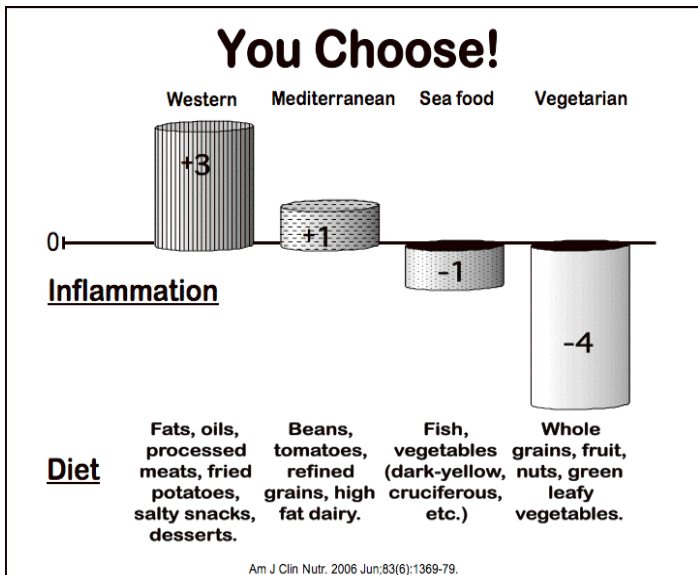 You Choose!
Western Mediterranean Sea food Vegetarian
+3
+1
0
-1
Inflammation
-4
Diet
Fats, oils,
processed
meats, fried
potatoes,
salty snacks,
desserts.
Beans,
tomatoes,
refined
grains, high
fat dairy.
Fish,
vegetables
(dark-yellow,
cruciferous,
etc.)
Whole
grains, fruit,
nuts, green
leafy
vegetables.
Am J Clin Nutr. 2006 Jun;83(6):1369-79.